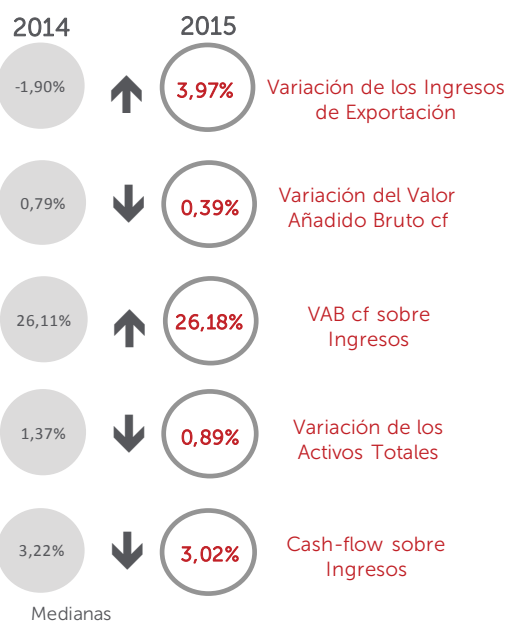 2014 2015
-1,90% 3,97% Variación de los Ingresos
de Exportación
0,79% 0,39% Variación del Valor
Añadido Bruto cf
26,11% 26,18% VAB cf sobre
Ingresos
1,37% 0,89% Variación de los
Activos Totales
3,22% 3,02% Cash-flow sobre
Ingresos
Medianas